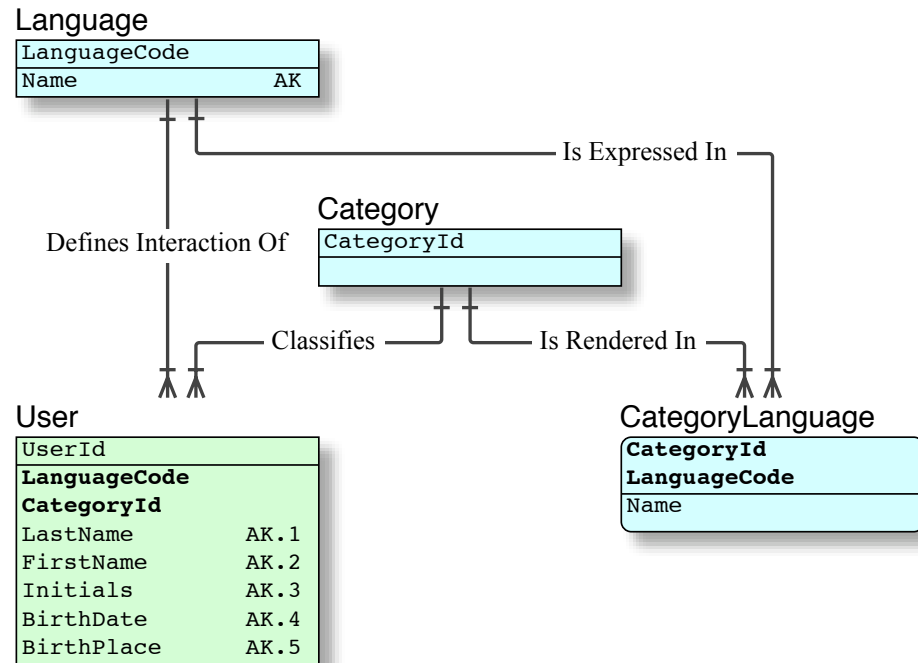 Language
LanguageCode
Name AK
Is Expressed In
Category
CategoryId
Defines Interaction Of
Classifies
Is Rendered In
User
UserId
LanguageCode
CategoryId
LastName AK.1
FirstName AK.2
Initials AK.3
BirthDate AK.4
BirthPlace AK.5
CategoryLanguage
CategoryId
LanguageCode
Name